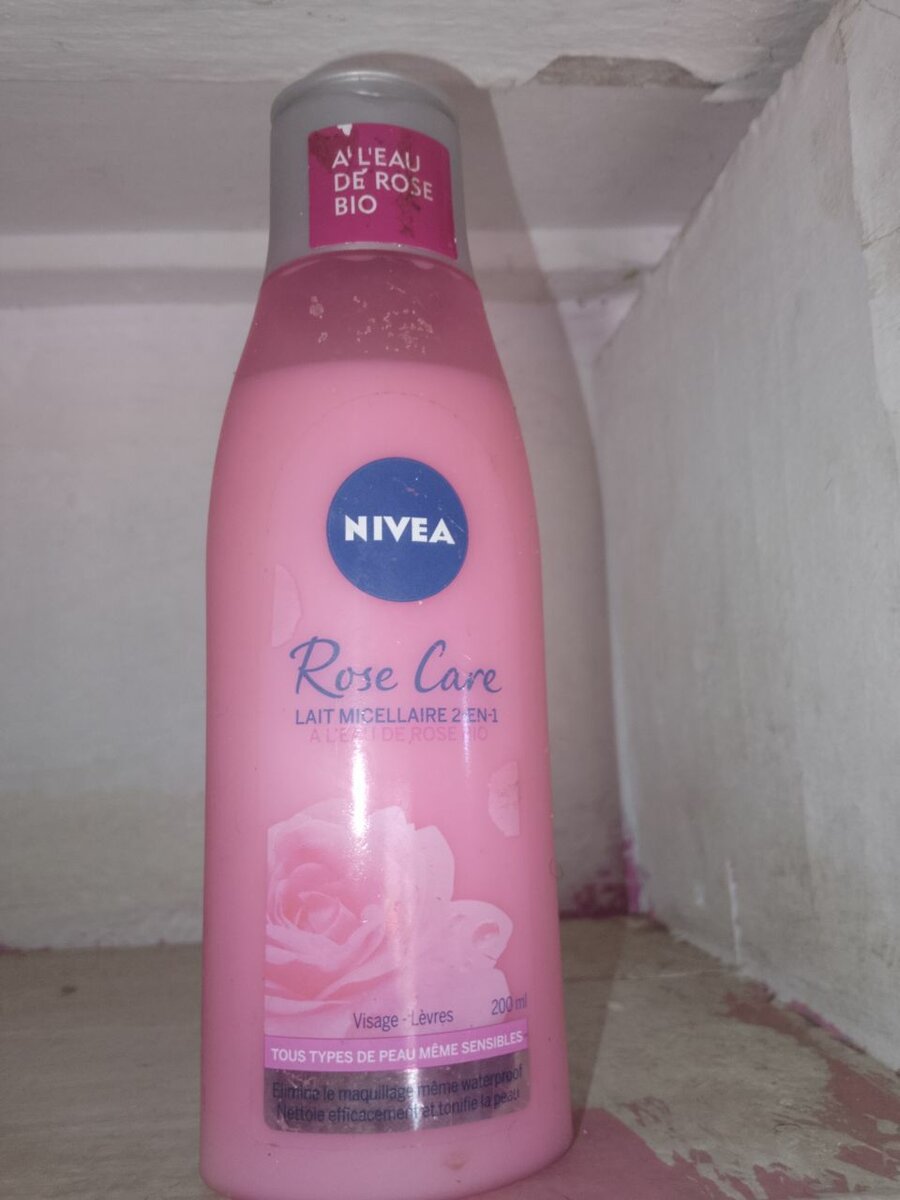 A L'EAU
DE ROSE
BIO
NIVEA
Rose Care
LAIT MICELLAIRE 2-EN-1
A L'EAU DE ROSE BIO
Visage - Lèvres
200 ml
TOUS TYPES DE PEAU MÊME SENSIBLES
Elimine le maquillage même waterproof
Nettoie efficacement et tonifie la peau